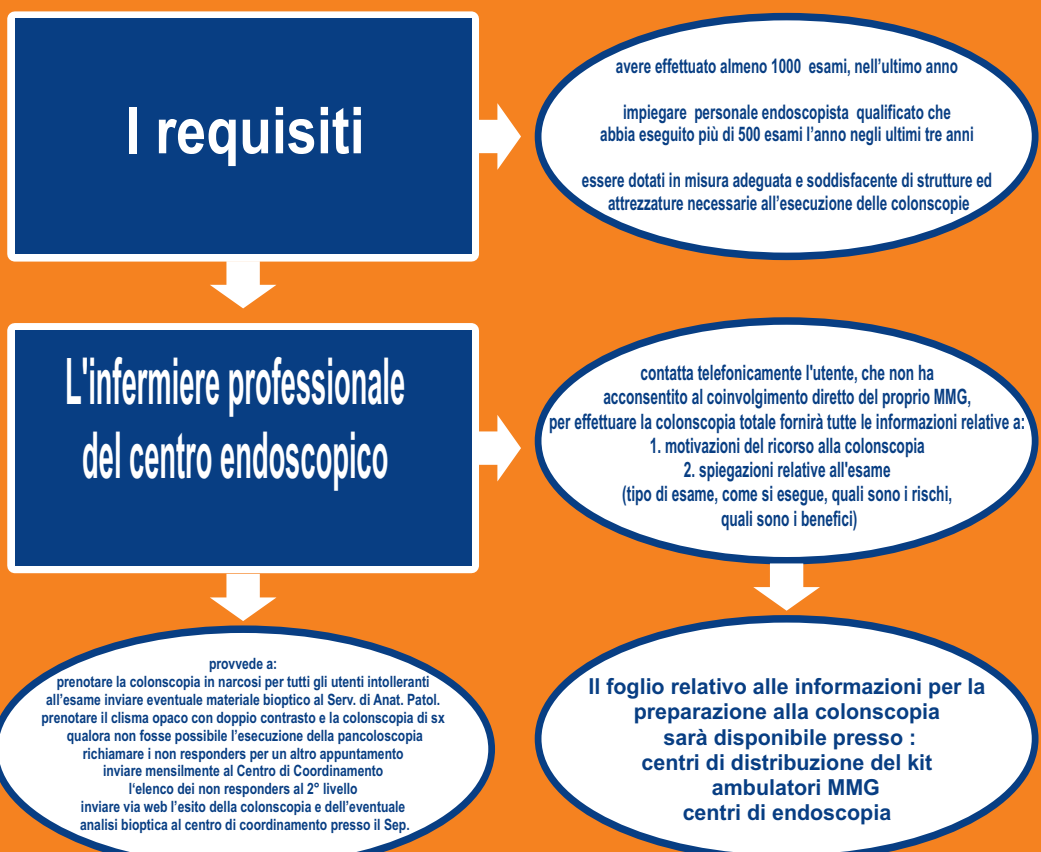 I requisiti
avere effettuato almeno 1000 esami, nell'ultimo anno
impiegare personale endoscopista qualificato che
abbia eseguito più di 500 esami l'anno negli ultimi tre anni
essere dotati in misura adeguata e soddisfacente di strutture ed
attrezzature necessarie all'esecuzione delle colonscopie
L'infermiere professionale
del centro endoscopico
contatta telefonicamente l'utente, che non ha
acconsentito al coinvolgimento diretto del proprio MMG,
per effettuare la colonscopia totale fornirà tutte le informazioni relative a:
1. motivazioni del ricorso alla colonscopia
2. spiegazioni relative all'esame
(tipo di esame, come si esegue, quali sono i rischi,
quali sono i benefici)
provvede a:
prenotare la colonscopia in narcosi per tutti gli utenti intolleranti
all'esame inviare eventuale materiale bioptico al Serv. di Anat. Patol.
prenotare il clisma opaco con doppio contrasto e la colonscopia di sx
qualora non fosse possibile l'esecuzione della pancoloscopia
richiamare i non responders per un altro appuntamento
inviare mensilmente al Centro di Coordinamento
l'elenco dei non responders al 2° livello
inviare via web l'esito della colonscopia e dell'eventuale
analisi bioptica al centro di coordinamento presso il Sep.
Il foglio relativo alle informazioni per la
preparazione alla colonscopia
sarà disponibile presso :
centri di distribuzione del kit
ambulatori MMG
centri di endoscopia